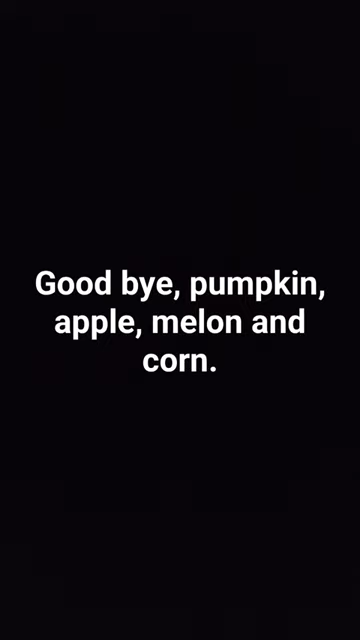 Good bye, pumpkin,
apple, melon and
corn.